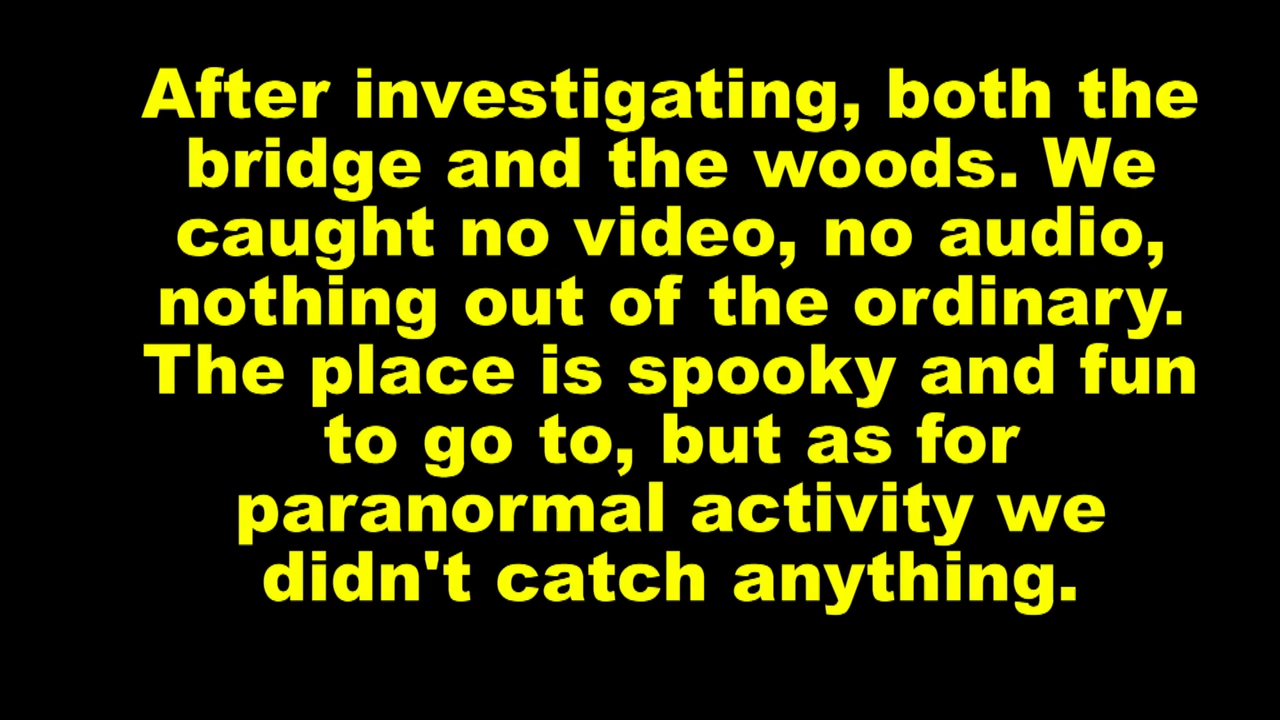 After investigating, both the
bridge and the woods. We
caught no video, no audio,
nothing out of the ordinary.
The place is spooky and fun
to go to, but as for
paranormal activity we
didn't catch anything.